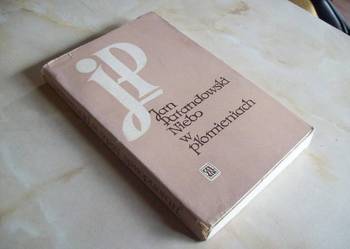 JP
Jan
Parandowski
Niebo
w
płomieniach